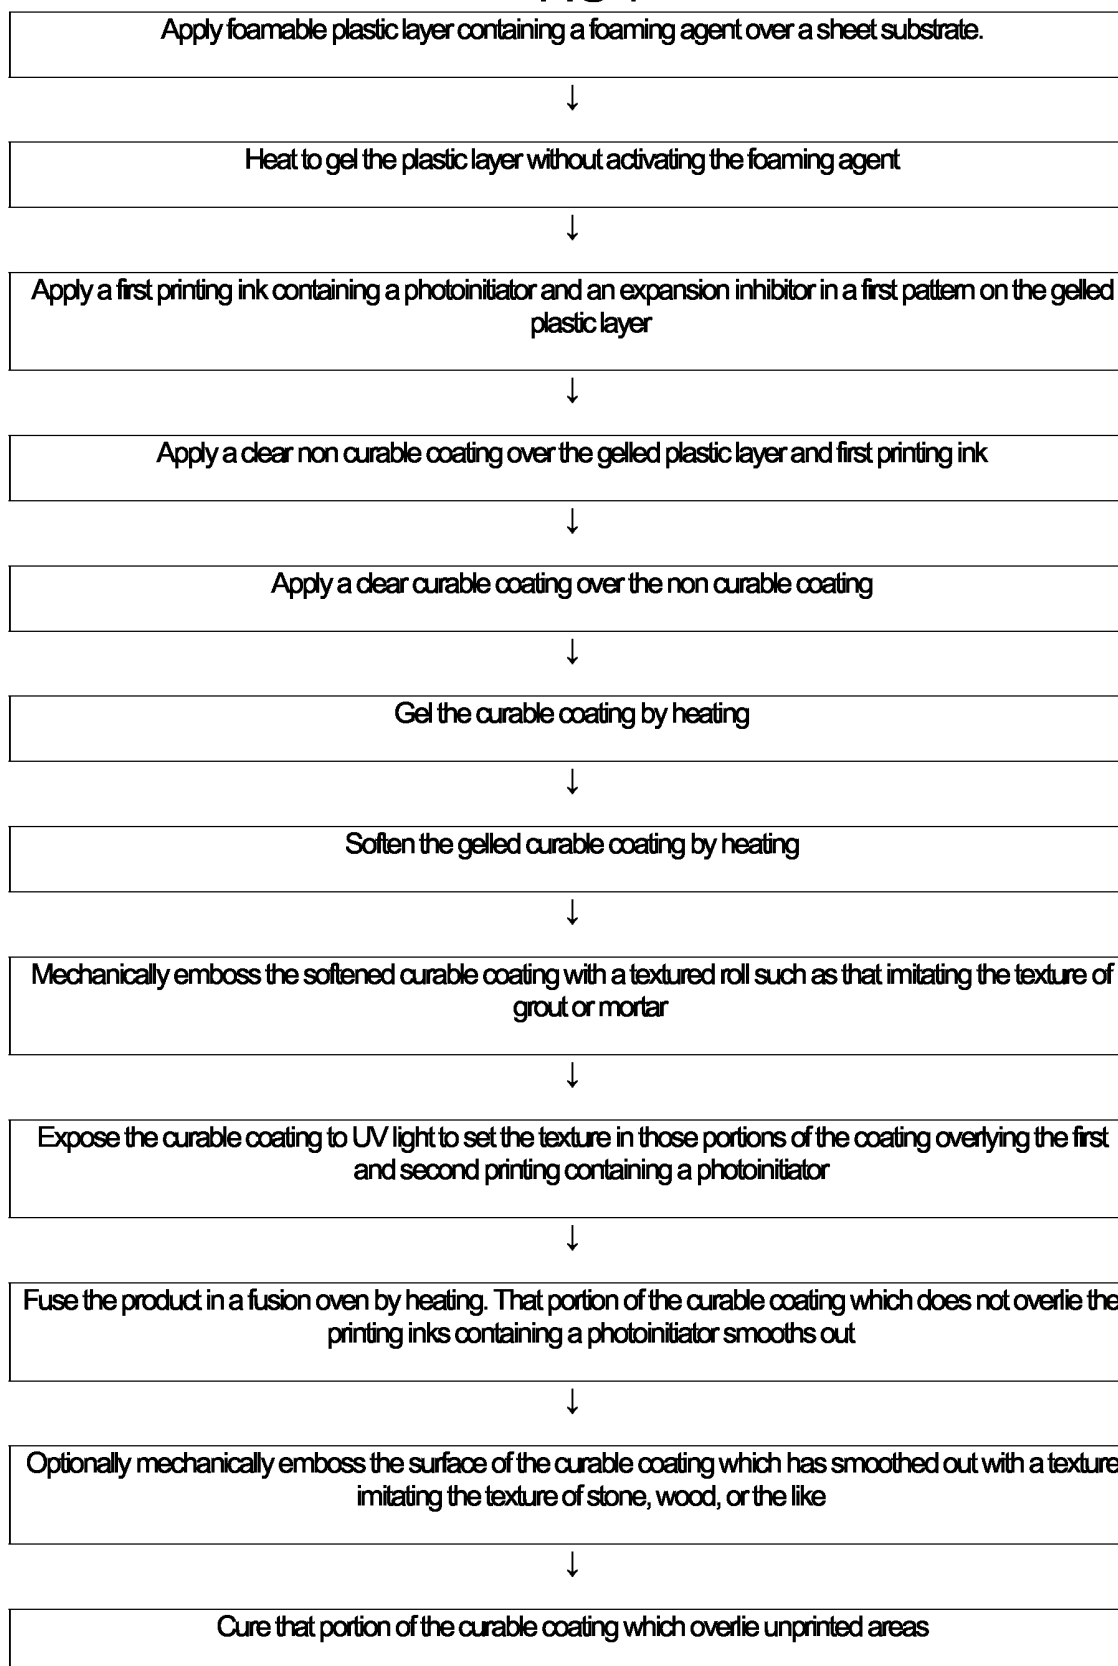 Apply foamable plastic layer containing a foaming agent over a sheet substrate.
↓
Heat to gel the plastic layer without activating the foaming agent
↓
Apply a first printing ink containing a photoinitiator and an expansion inhibitor in a first pattern on the gelled
plastic layer
↓
Apply a clear non curable coating over the gelled plastic layer and first printing ink
↓
Apply a clear curable coating over the non curable coating
↓
Gel the curable coating by heating
↓
Soften the gelled curable coating by heating
↓
Mechanically emboss the softened curable coating with a textured roll such as that imitating the texture of
grout or mortar
↓
Expose the curable coating to UV light to set the texture in those portions of the coating overlying the first
and second printing containing a photoinitiator
↓
Fuse the product in a fusion oven by heating. That portion of the curable coating which does not overlie the
printing inks containing a photoinitiator smooths out
↓
Optionally mechanically emboss the surface of the curable coating which has smoothed out with a texture
imitating the texture of stone, wood, or the like
↓
Cure that portion of the curable coating which overlie unprinted areas